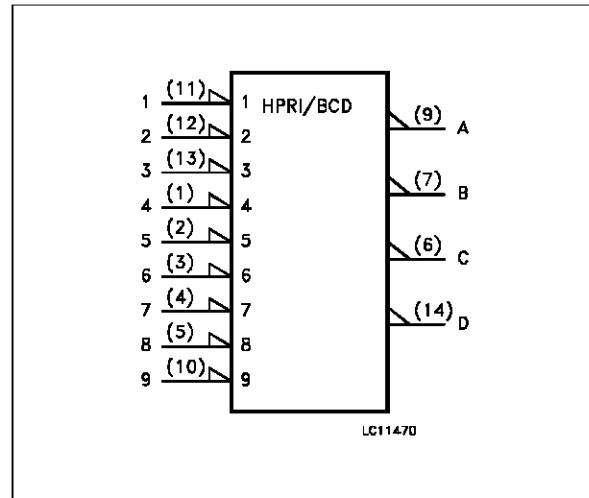 HPRI/BCD
1 (11) 1
2 (12) 2
3 (13) 3
4 (1) 4
5 (2) 5
6 (3) 6
7 (4) 7
8 (5) 8
9 (10) 9
(9) A
(7) B
(6) C
(14) D
LC11470